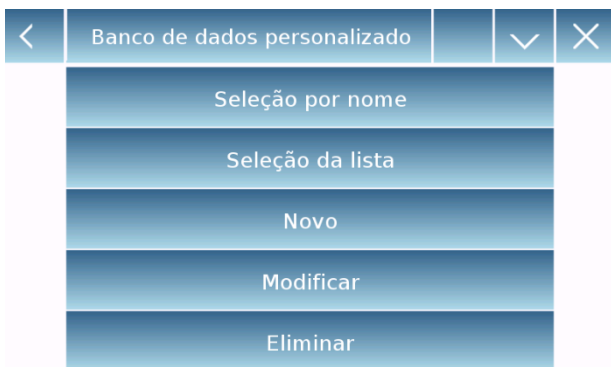 Banco de dados personalizado
Seleção por nome
Seleção da lista
Novo
Modificar
Eliminar